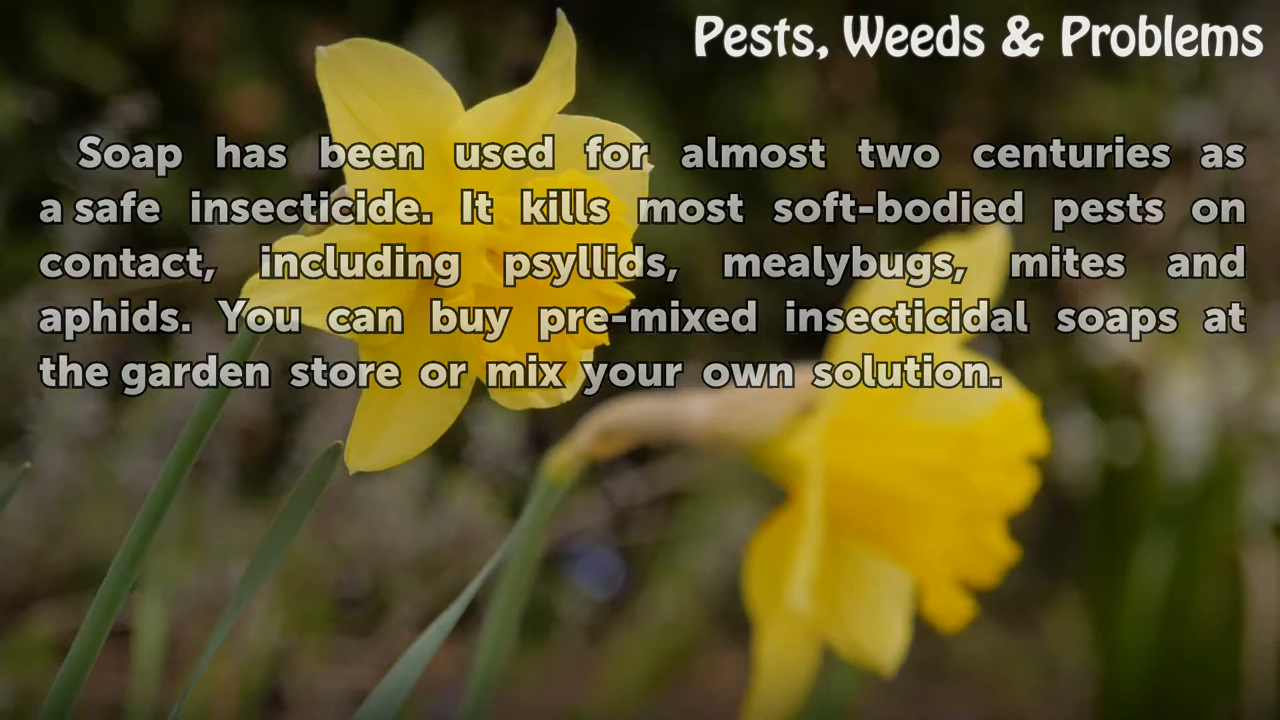 Pests, Weeds & Problems
Soap has been used for almost two centuries as
a safe insecticide. It kills most soft-bodied pests on
contact, including psyllids, mealybugs, mites and
aphids. You can buy pre-mixed insecticidal soaps at
the garden store or mix your own solution.